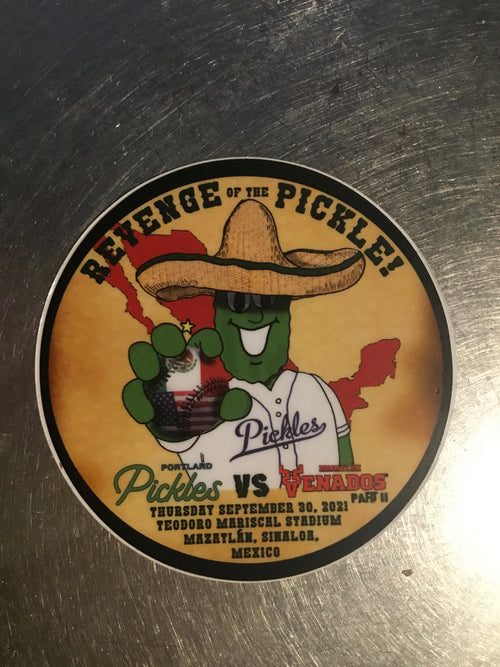 REVENGE OF THE PICKLE!
Pickles
PORTLAND
Pickles
VS
VENADOS
PART II
THURSDAY SEPTEMBER 30, 2021
TEODORO MARISCAL STADIUM
MAZATLÁN, SINALOA,
MEXICO